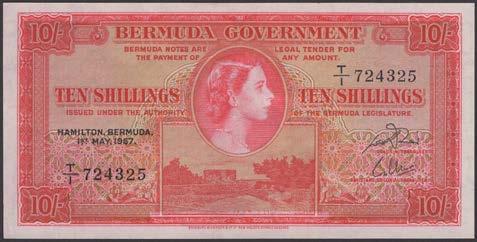 10/- BERMUDA GOVERNMENT 10/-
BERMUDA NOTES ARE LEGAL TENDER FOR
THE PAYMENT OF ANY AMOUNT.
T/1 724325
TEN SHILLINGS TEN SHILLINGS
ISSUED UNDER THE AUTHORITY OF THE BERMUDA LEGISLATURE.
HAMILTON, BERMUDA.
1ST MAY, 1957.
T/1 724325
10/- 10/-